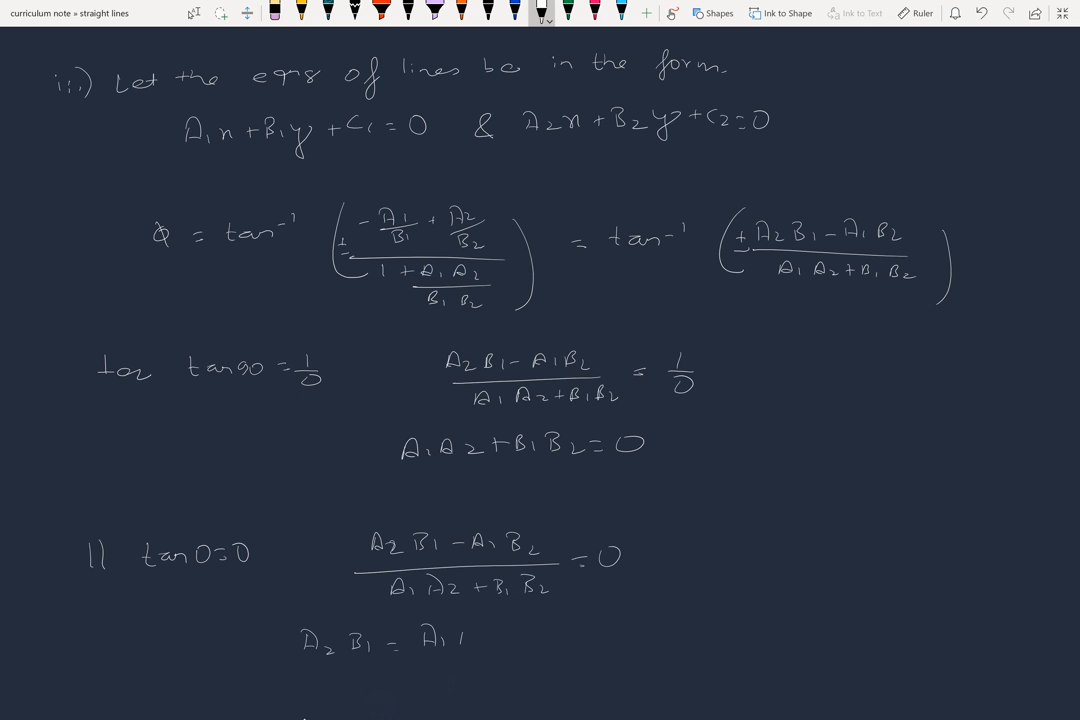 curriculum note » straight lines
Shapes Ink to Shape Ink to Text Ruler
iii) Let the eqns of lines be in the form.
A₁x + B₁y + C₁ = 0 & A₂x + B₂y + C₂ = 0
φ = tan⁻¹ (± (-A₁/B₁ + A₂/B₂) / (1 + A₁A₂/B₁B₂)) = tan⁻¹ (± (A₂B₁ - A₁B₂) / (A₁A₂ + B₁B₂))
⊥or tan90 = 1/0 (A₂B₁ - A₁B₂) / (A₁A₂ + B₁B₂) = 1/0
A₁A₂ + B₁B₂ = 0
|| tan0 = 0 (A₂B₁ - A₁B₂) / (A₁A₂ + B₁B₂) = 0
A₂B₁ = A₁